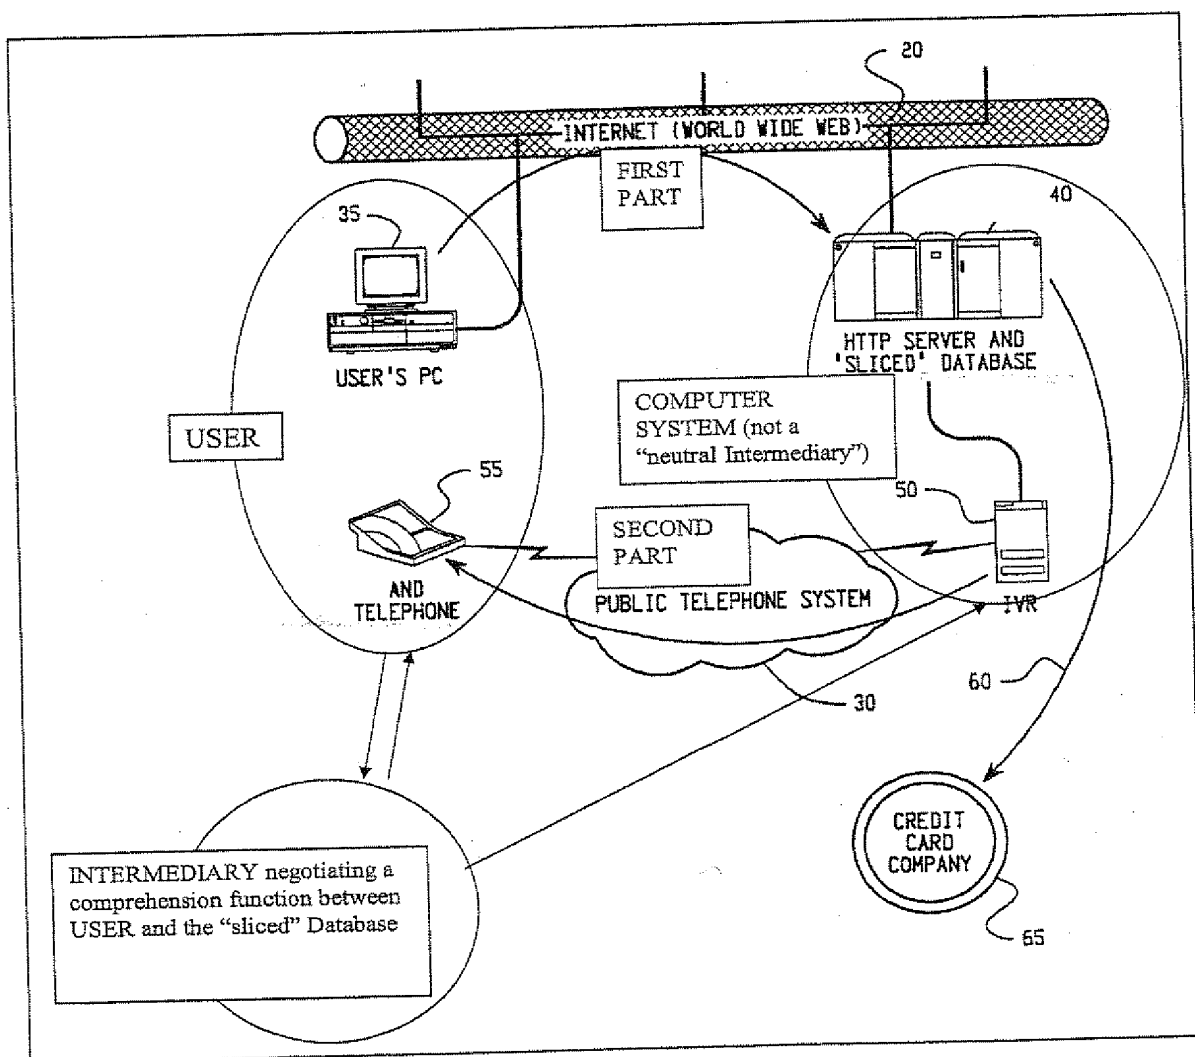 20
INTERNET (WORLD WIDE WEB)
FIRST
PART
40
35
HTTP SERVER AND
'SLICED' DATABASE
USER'S PC
COMPUTER
SYSTEM (not a
“neutral Intermediary”)
USER
55
50
SECOND
PART
AND
TELEPHONE
PUBLIC TELEPHONE SYSTEM
IVR
60
30
CREDIT
CARD
COMPANY
INTERMEDIARY negotiating a
comprehension function between
USER and the “sliced” Database
65